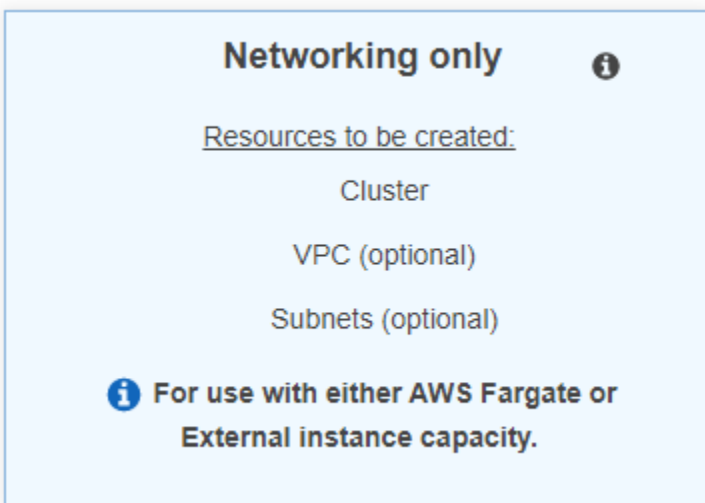 Networking only
Resources to be created:
Cluster
VPC (optional)
Subnets (optional)
For use with either AWS Fargate or
External instance capacity.